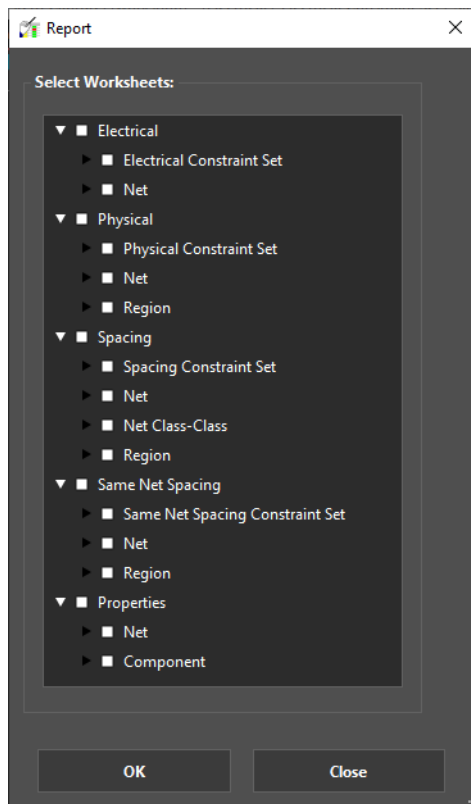 Report
Select Worksheets:
Electrical
Electrical Constraint Set
Net
Physical
Physical Constraint Set
Net
Region
Spacing
Spacing Constraint Set
Net
Net Class-Class
Region
Same Net Spacing
Same Net Spacing Constraint Set
Net
Region
Properties
Net
Component
OK Close